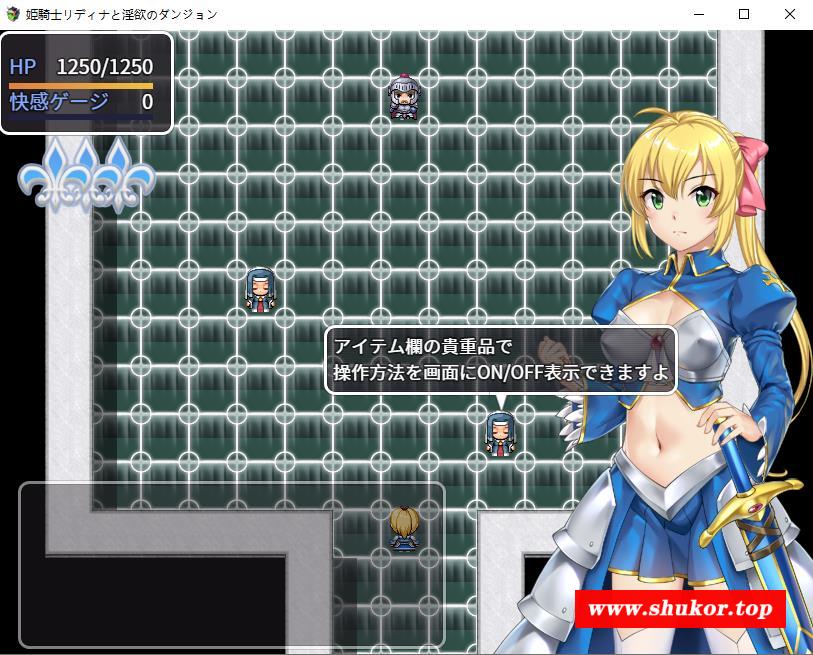 姫騎士リディナと淫欲のダンジョン
HP 1250/1250
快感ゲージ 0
アイテム欄の貴重品で
操作方法を画面にON/OFF表示できますよ
www.shukor.top